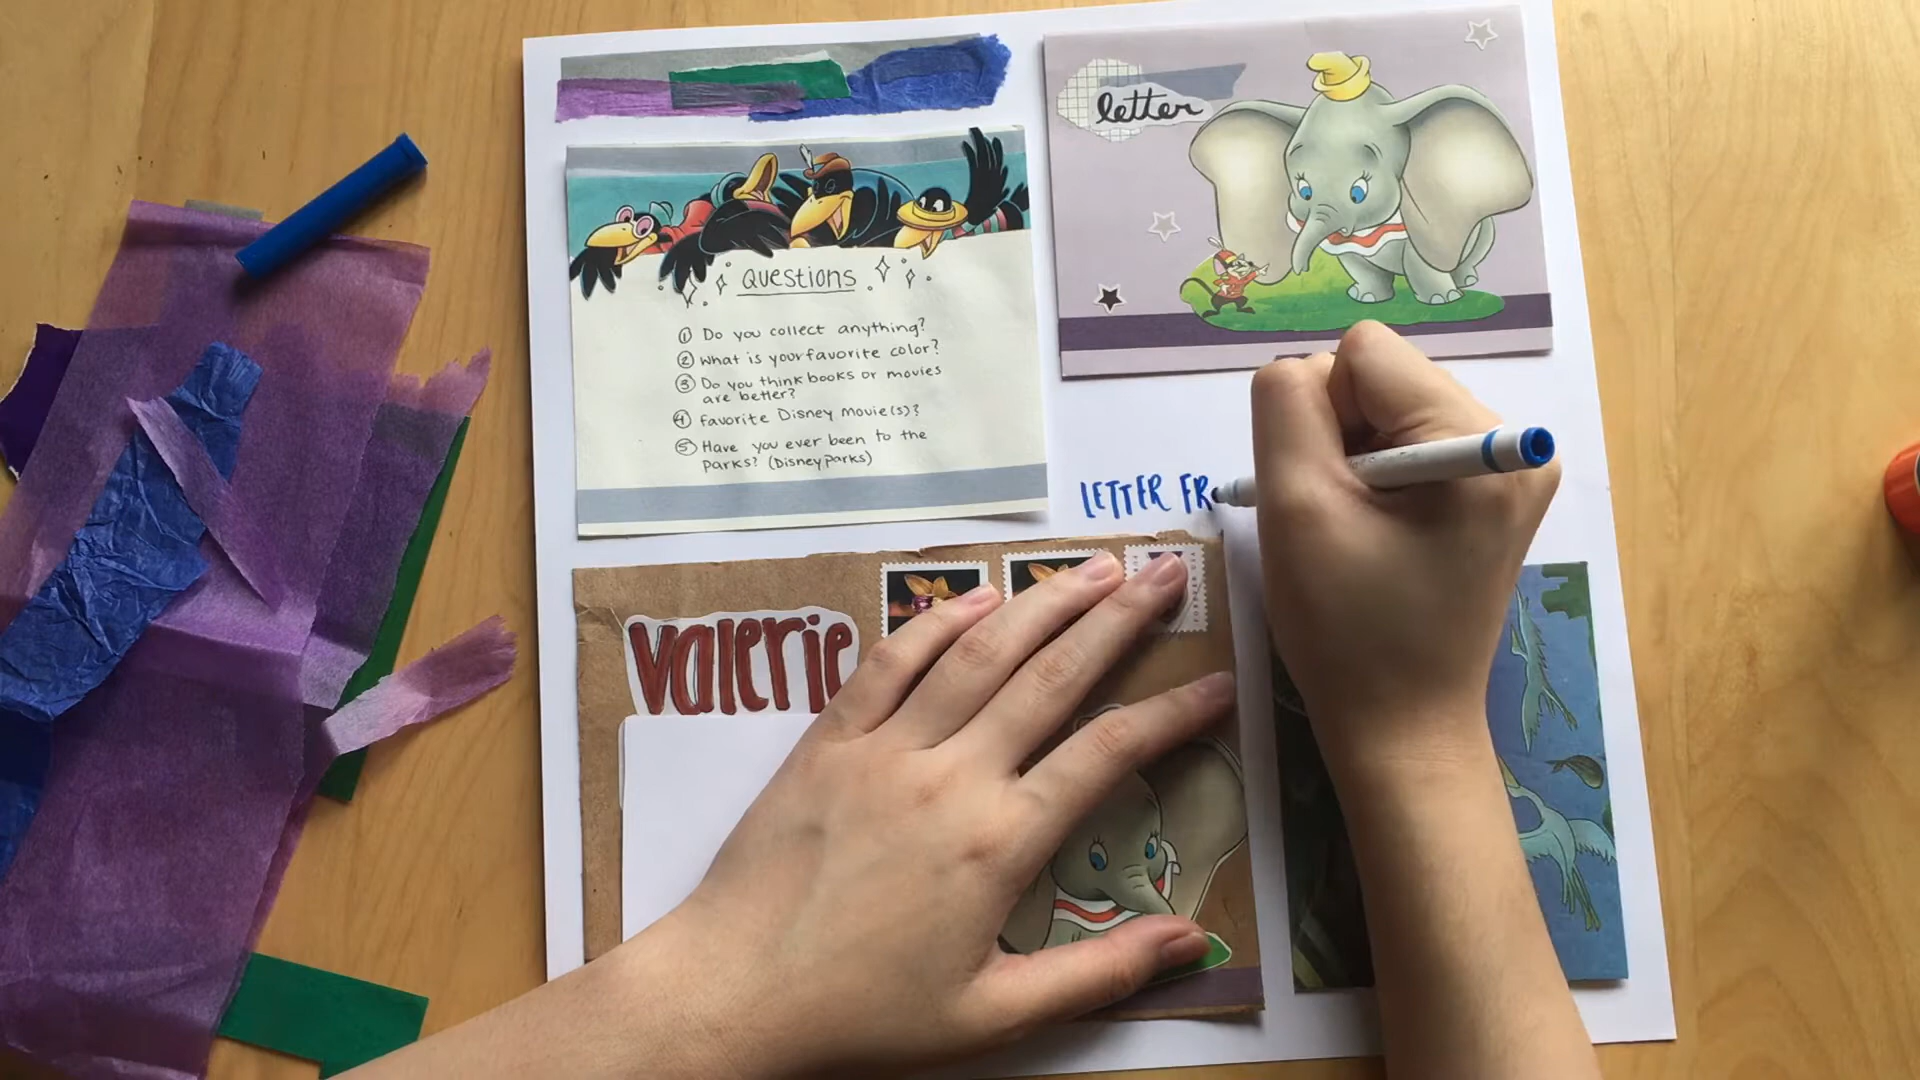 letter
Questions
1 Do you collect anything?
2 What is your favorite color?
3 Do you think books or movies
are better?
4 Favorite Disney movie(s)?
5 Have you ever been to the
parks? (Disney parks)
LETTER FR
Valerie